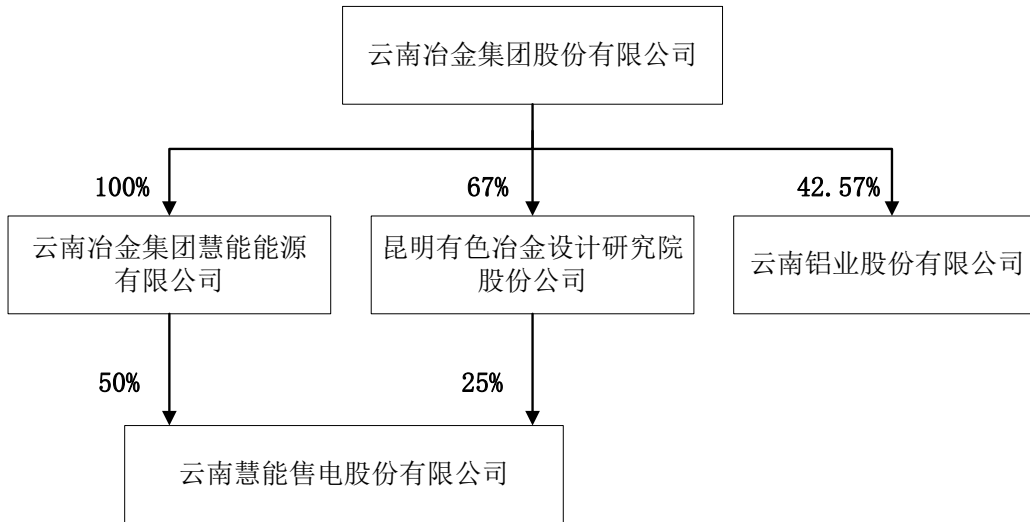 云南冶金集团股份有限公司
100%
67%
42.57%
云南冶金集团慧能能源
有限公司
昆明有色冶金设计研究院
股份公司
云南铝业股份有限公司
50%
25%
云南慧能售电股份有限公司